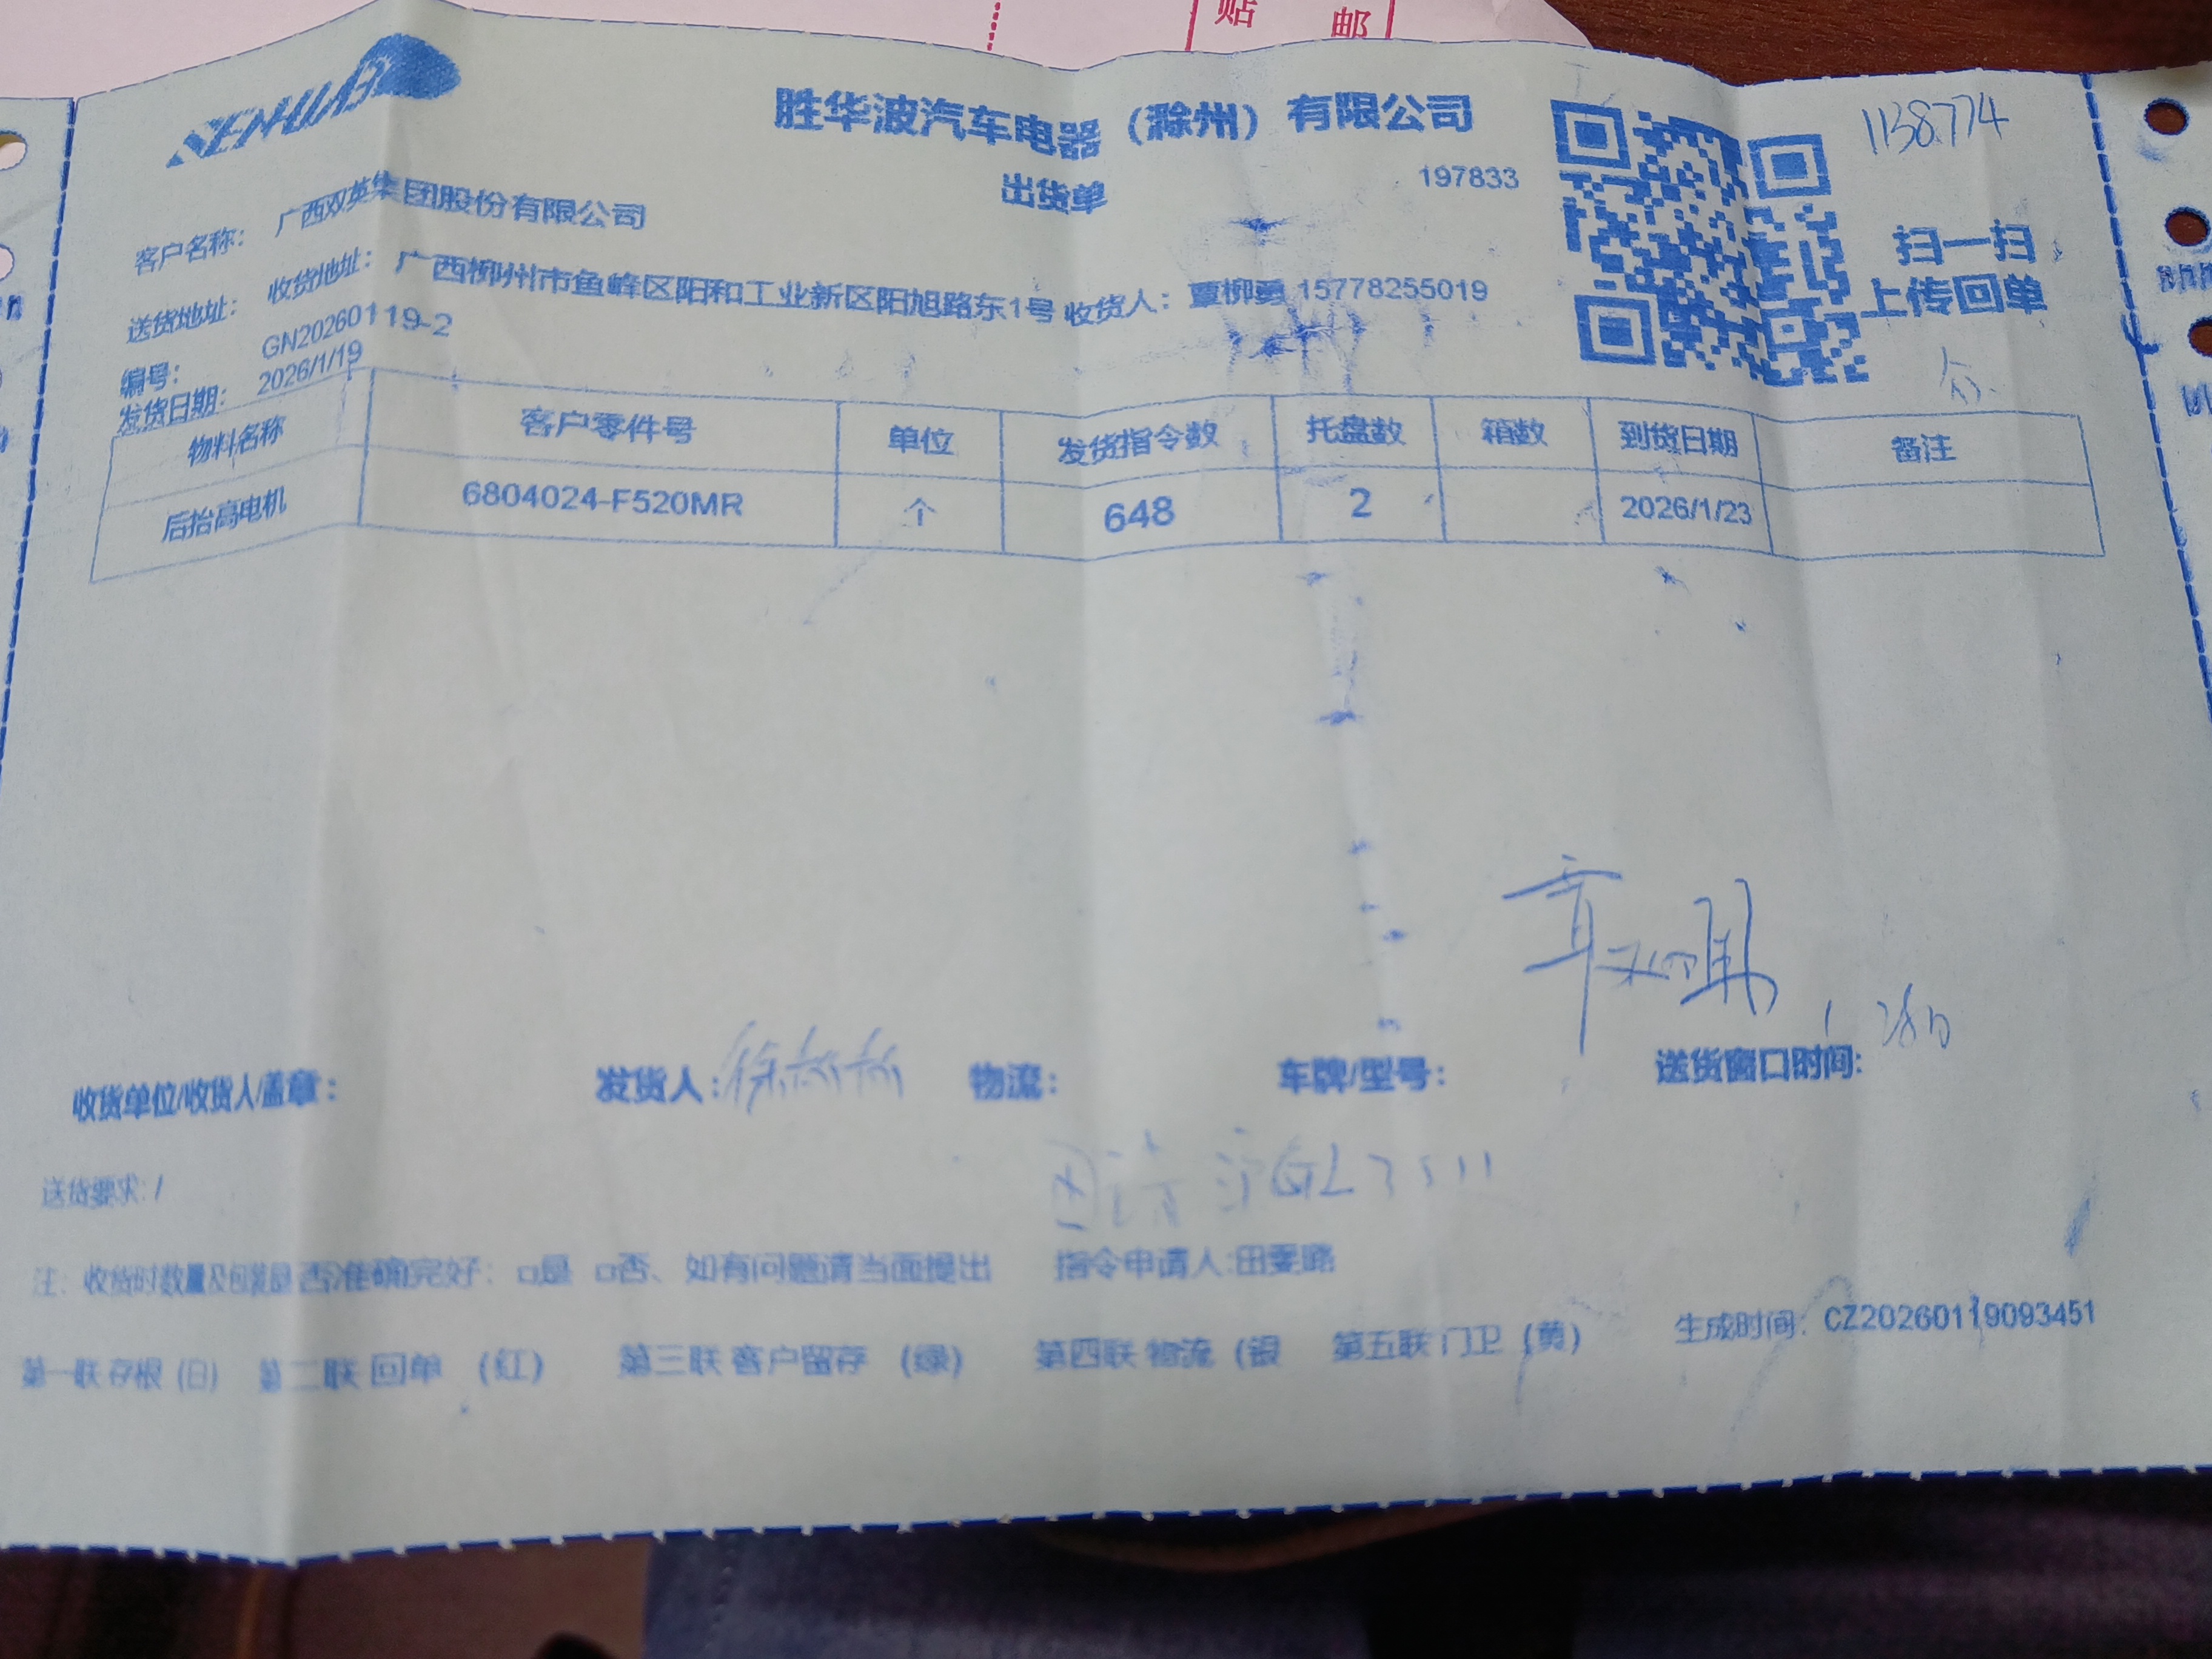 贴 邮
SENHWABO
胜华波汽车电器（滁州）有限公司
1138774
出货单
197833
客户名称： 广西双英集团股份有限公司
扫一扫
上传回单
送货地址： 收货地址： 广西柳州市鱼峰区阳和工业新区阳旭路东1号 收货人：覃柳勇 15778255019
编号： GN20260119-2
发货日期： 2026/1/19
物料名称 客户零件号 单位 发货指令数 托盘数 箱数 到货日期 备注
后抬高电机 6804024-F520MR 个 648 2 2026/1/23
收货单位/收货人/盖章： 发货人： 物流： 车牌/型号： 送货窗口时间:
送货要求: /
注：收货时数量及包装是否准确完好：□是 □否、如有问题请当面提出 指令申请人:田雯璐
第一联 存根（白） 第二联 回单 （红） 第三联 客户留存 （绿） 第四联 物流（银 第五联 门卫（黄） 生成时间：CZ20260119093451